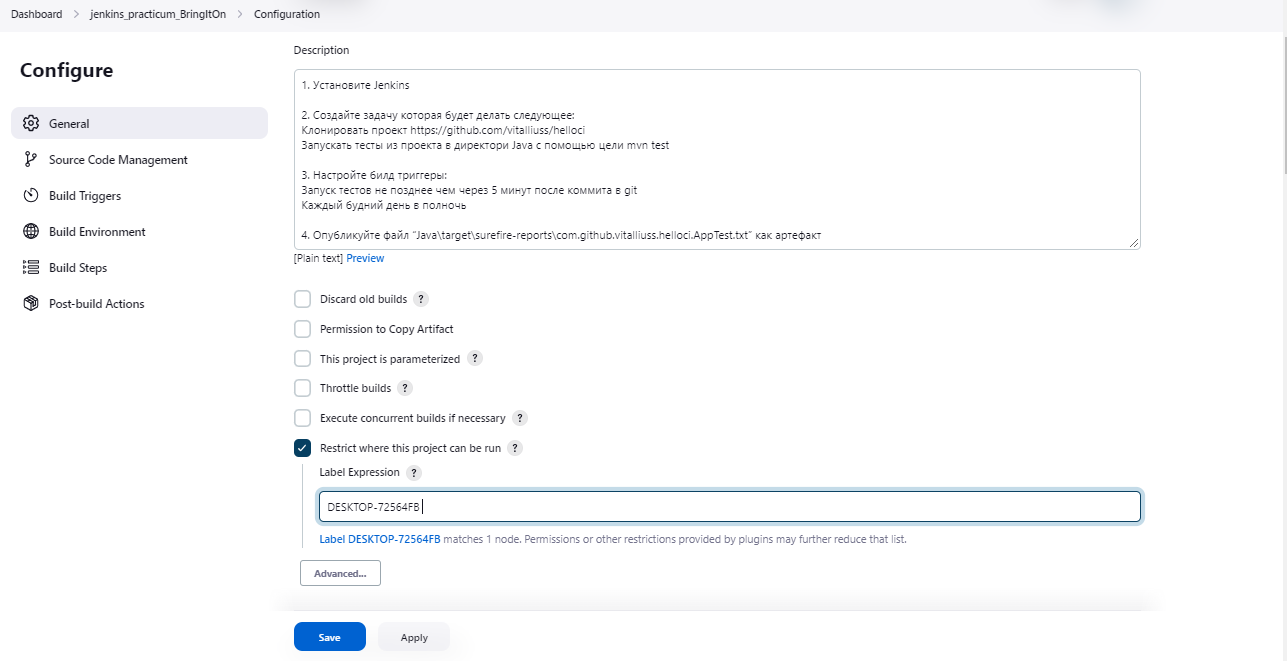 Dashboard > jenkins_practicum_BringItOn > Configuration
Configure
General
Source Code Management
Build Triggers
Build Environment
Build Steps
Post-build Actions
Description
1. Установите Jenkins
2. Создайте задачу которая будет делать следующее:
Клонировать проект https://github.com/vitalliuss/helloci
Запускать тесты из проекта в директори Java с помощью цели mvn test
3. Настройте билд триггеры:
Запуск тестов не позднее чем через 5 минут после коммита в git
Каждый будний день в полночь
4. Опубликуйте файл “Java\target\surefire-reports\com.github.vitalliuss.helloci.AppTest.txt” как артефакт
[Plain text] Preview
Discard old builds ?
Permission to Copy Artifact
This project is parameterized ?
Throttle builds ?
Execute concurrent builds if necessary ?
Restrict where this project can be run ?
Label Expression ?
DESKTOP-72564FB
Label DESKTOP-72564FB matches 1 node. Permissions or other restrictions provided by plugins may further reduce that list.
Advanced...
Save Apply